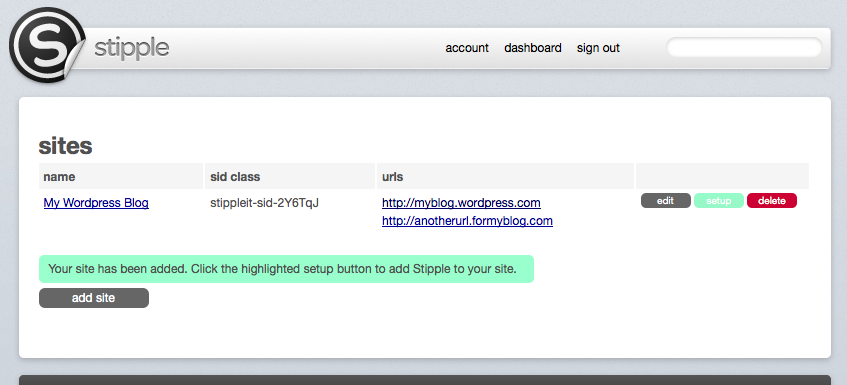 S stipple
account dashboard sign out
sites
name sid class urls
My Wordpress Blog stippleit-sid-2Y6TqJ http://myblog.wordpress.com edit setup delete
http://anotherurl.formyblog.com
Your site has been added. Click the highlighted setup button to add Stipple to your site.
add site